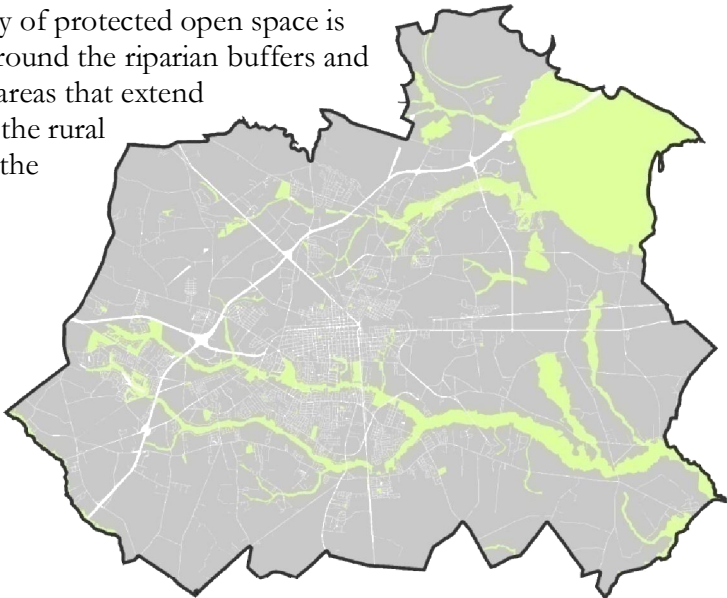 y of protected open space is
round the riparian buffers and
areas that extend
the rural
the